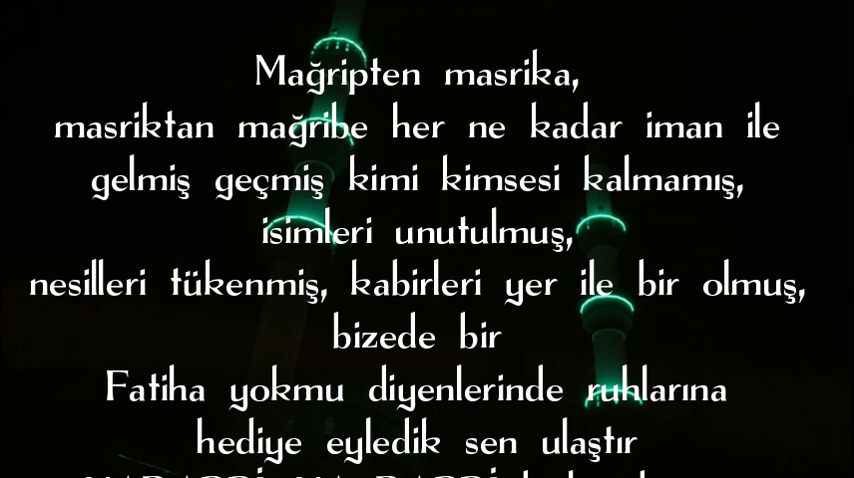 Mağripten masrika,
masriktan mağribe her ne kadar iman ile
gelmiş geçmiş kimi kimsesi kalmamış,
isimleri unutulmuş,
nesilleri tükenmiş, kabirleri yer ile bir olmuş,
bizede bir
Fatiha yokmu diyenlerinde ruhlarına
hediye eyledik sen ulaştır